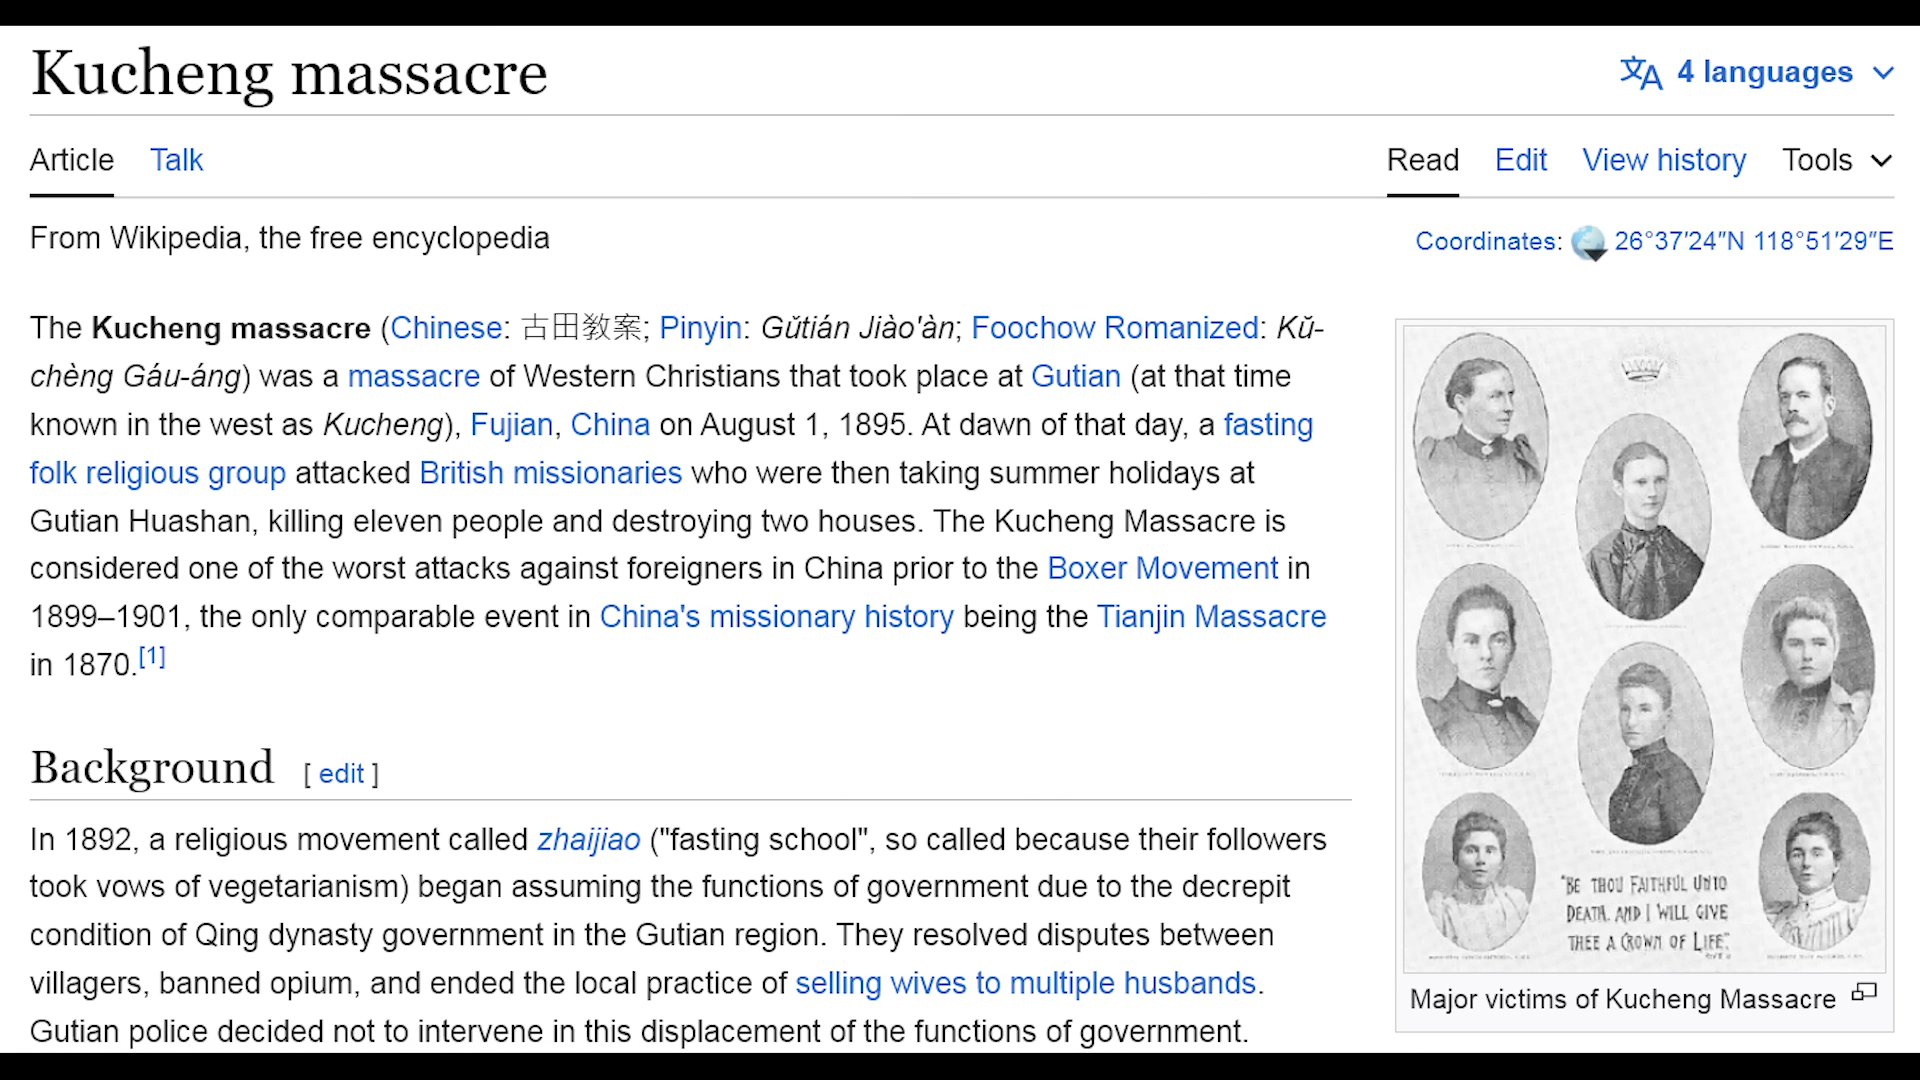 Kucheng massacre
4 languages
Article Talk
Read Edit View history Tools
From Wikipedia, the free encyclopedia
Coordinates: 26°37′24″N 118°51′29″E
The Kucheng massacre (Chinese: 古田教案; Pinyin: Gǔtián Jiào'àn; Foochow Romanized: Kŭ-
chèng Gáu-áng) was a massacre of Western Christians that took place at Gutian (at that time
known in the west as Kucheng), Fujian, China on August 1, 1895. At dawn of that day, a fasting
folk religious group attacked British missionaries who were then taking summer holidays at
Gutian Huashan, killing eleven people and destroying two houses. The Kucheng Massacre is
considered one of the worst attacks against foreigners in China prior to the Boxer Movement in
1899–1901, the only comparable event in China's missionary history being the Tianjin Massacre
in 1870.[1]
Background [ edit ]
In 1892, a religious movement called zhaijiao ("fasting school", so called because their followers
took vows of vegetarianism) began assuming the functions of government due to the decrepit
condition of Qing dynasty government in the Gutian region. They resolved disputes between
villagers, banned opium, and ended the local practice of selling wives to multiple husbands.
Gutian police decided not to intervene in this displacement of the functions of government.
"BE THOU FAITHFUL UNTO
DEATH, AND I WILL GIVE
THEE A CROWN OF LIFE."
Major victims of Kucheng Massacre